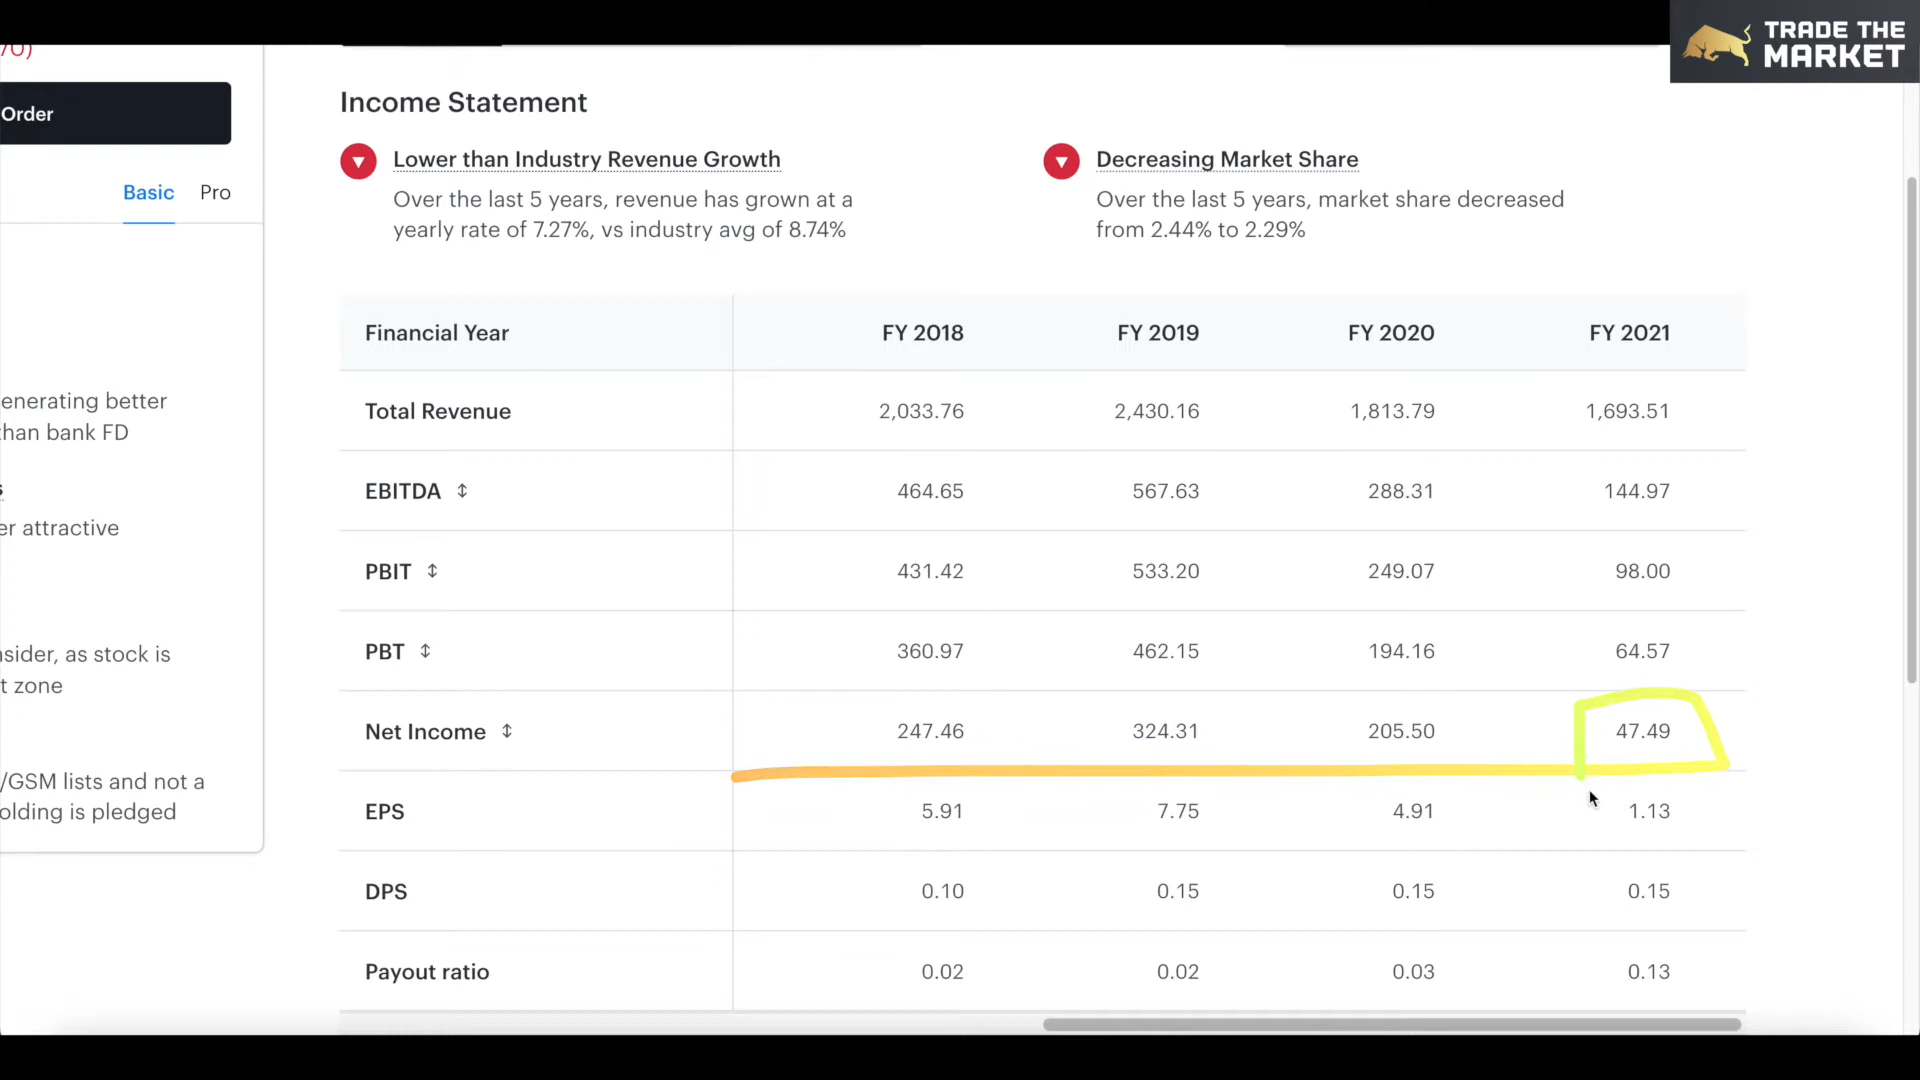 TRADE THE
MARKET
70)
Order
Basic Pro
enerating better
than bank FD
s
er attractive
nsider, as stock is
t zone
/GSM lists and not a
olding is pledged
Income Statement
Lower than Industry Revenue Growth
Over the last 5 years, revenue has grown at a
yearly rate of 7.27%, vs industry avg of 8.74%
Decreasing Market Share
Over the last 5 years, market share decreased
from 2.44% to 2.29%
Financial Year FY 2018 FY 2019 FY 2020 FY 2021
Total Revenue 2,033.76 2,430.16 1,813.79 1,693.51
EBITDA 464.65 567.63 288.31 144.97
PBIT 431.42 533.20 249.07 98.00
PBT 360.97 462.15 194.16 64.57
Net Income 247.46 324.31 205.50 47.49
EPS 5.91 7.75 4.91 1.13
DPS 0.10 0.15 0.15 0.15
Payout ratio 0.02 0.02 0.03 0.13